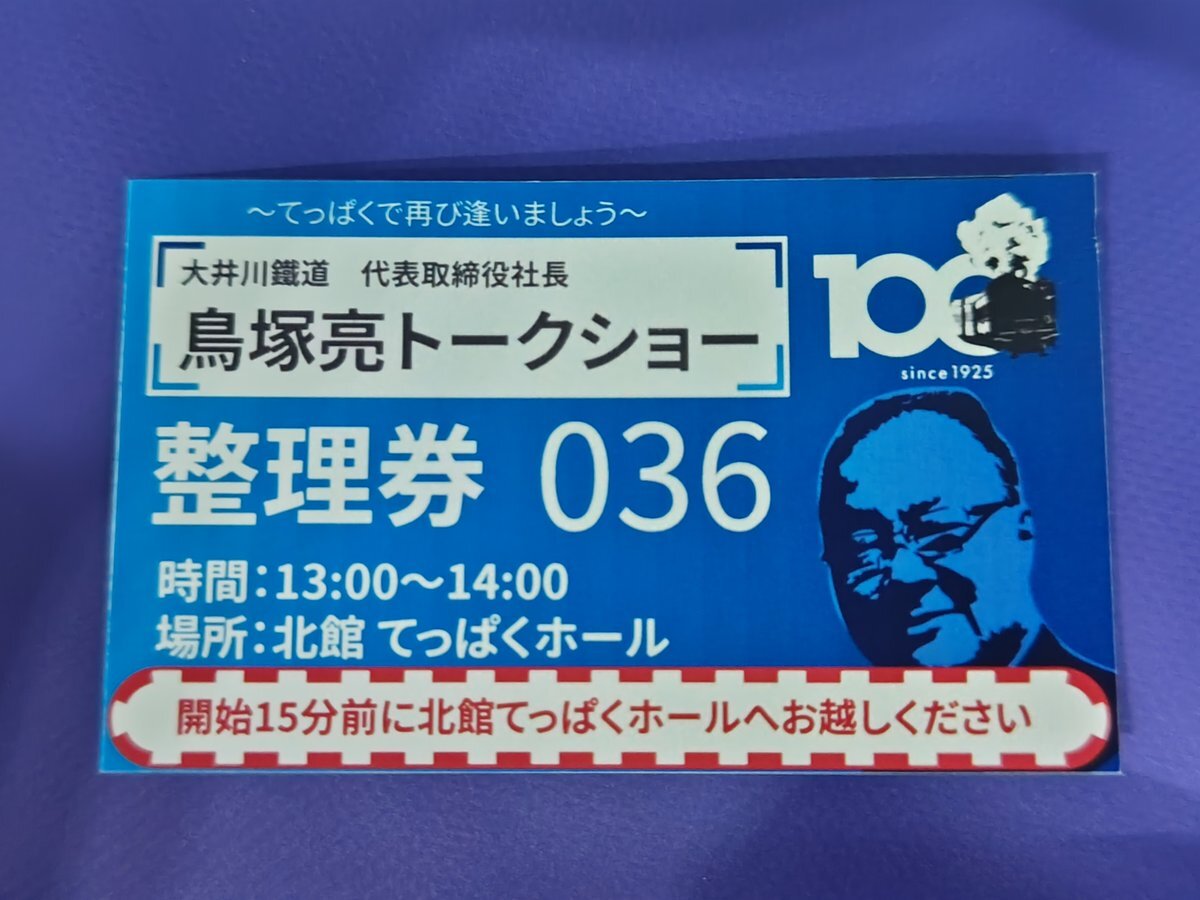 ～てっぱくで再び逢いましょう～
大井川鐵道　代表取締役社長
鳥塚亮トークショー
100
since1925
整理券 036
時間：13:00～14:00
場所：北館 てっぱくホール
開始15分前に北館てっぱくホールへお越しください